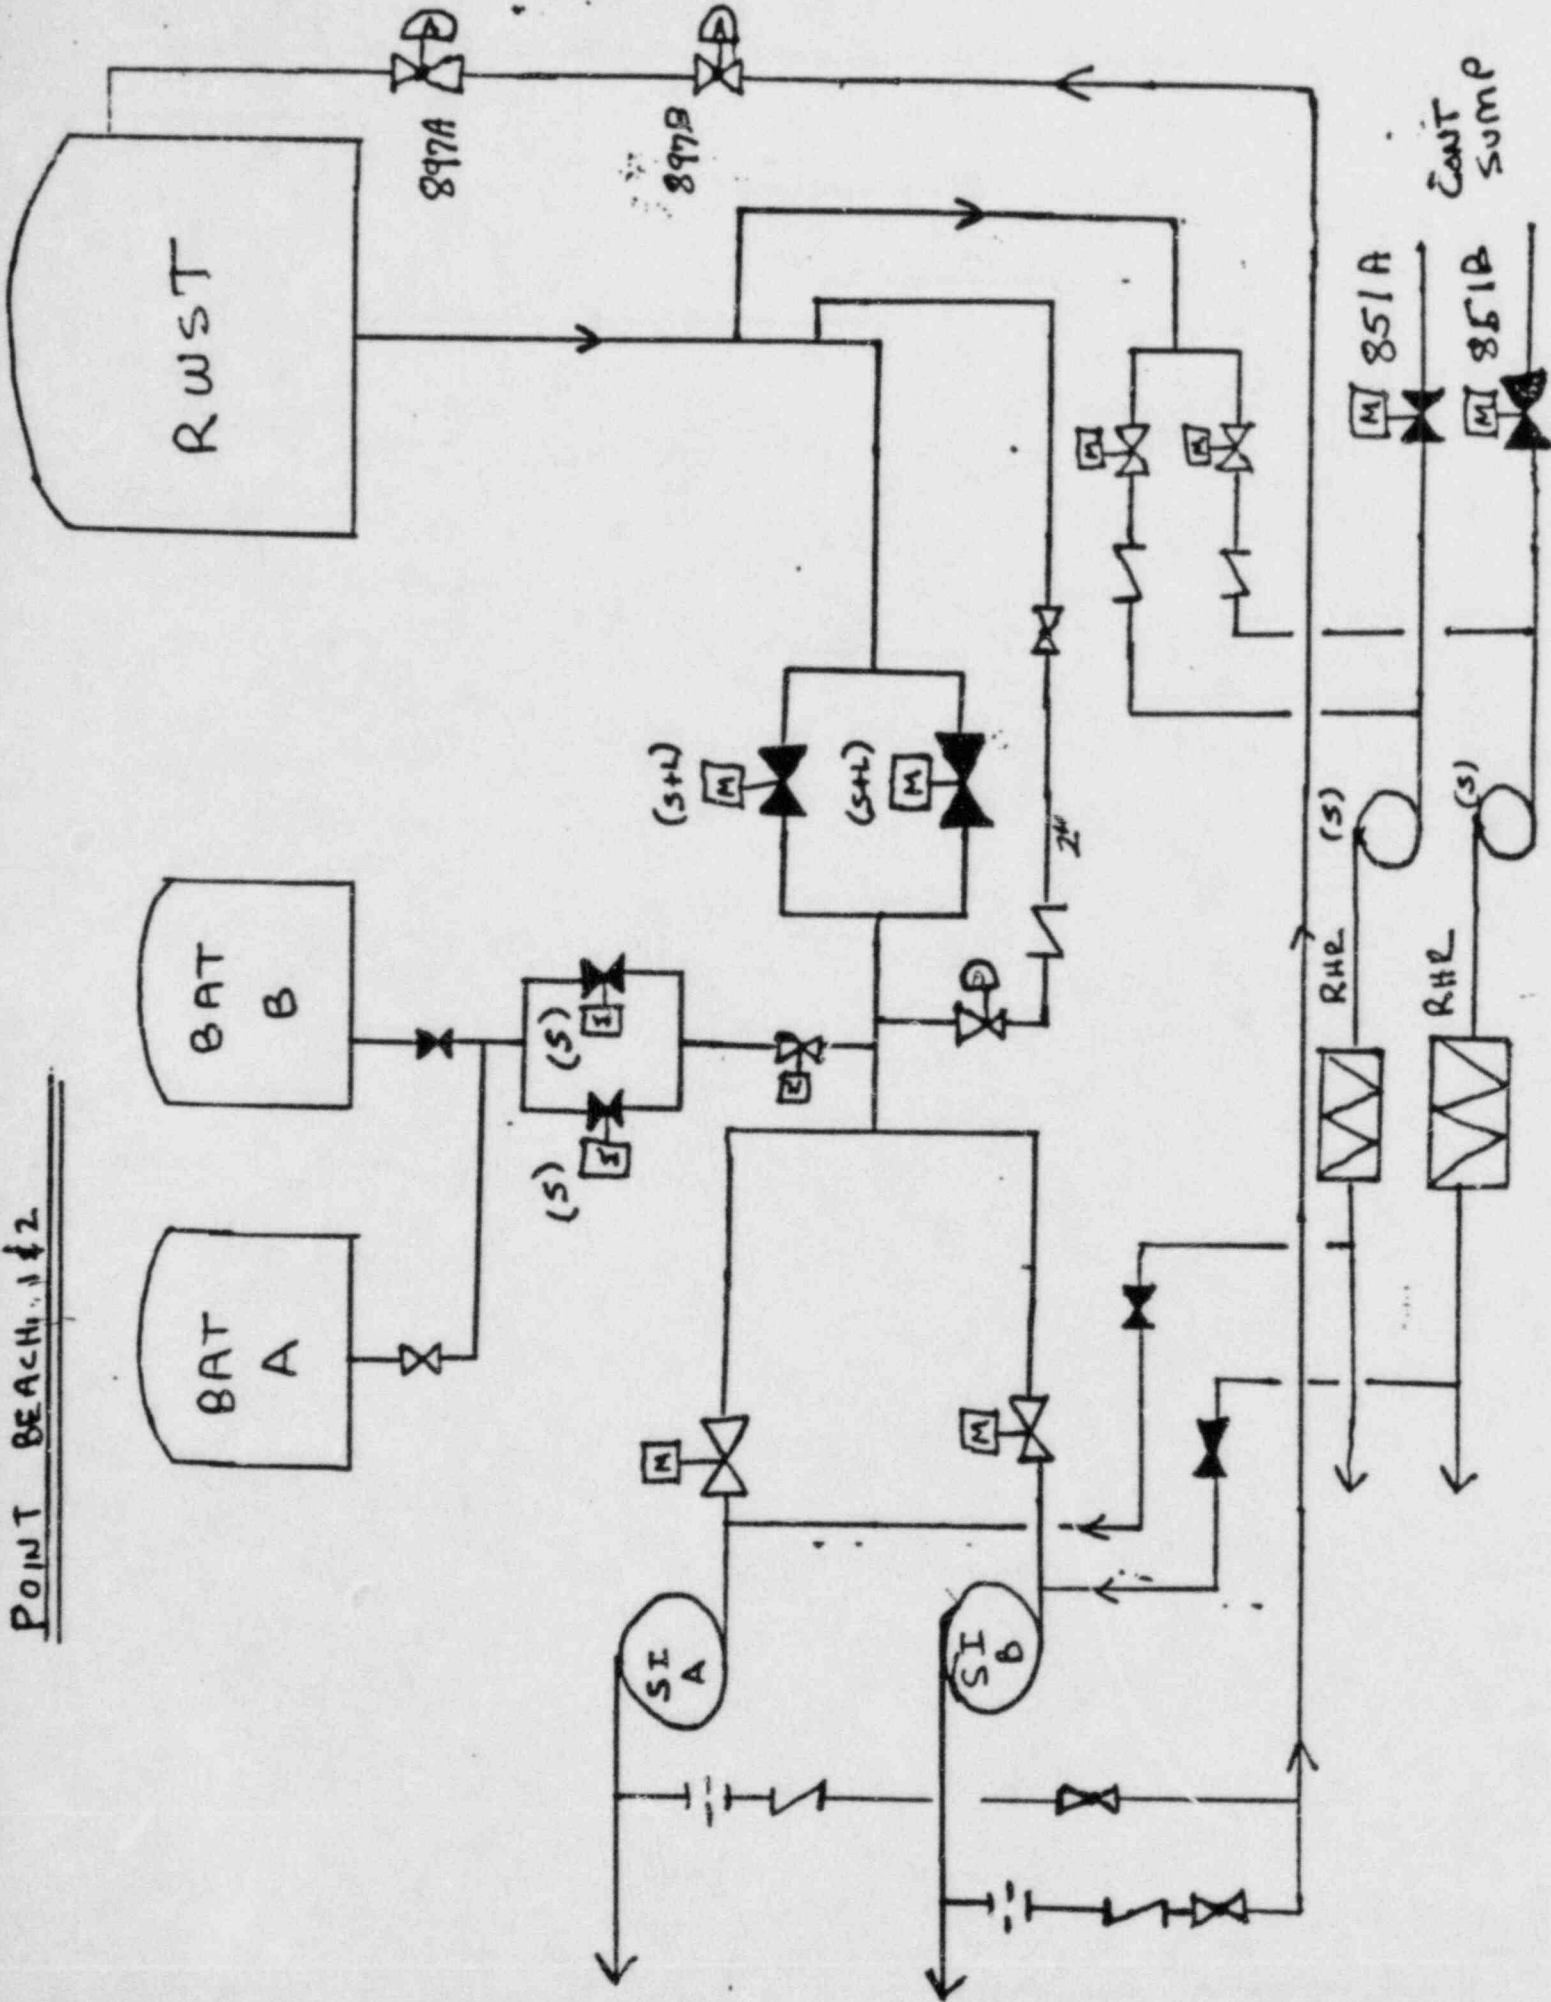 POINT BEACH 1 & 2
BAT
A
BAT
B
RWST
897A
897B
(S)
M
(S)
M
M
(S+L)
M
(S+L)
M
2"
M
M
M
851A
M
851B
CONT
SUMP
M
M
SI
A
SI
B
RHR
(S)
RHR
(S)